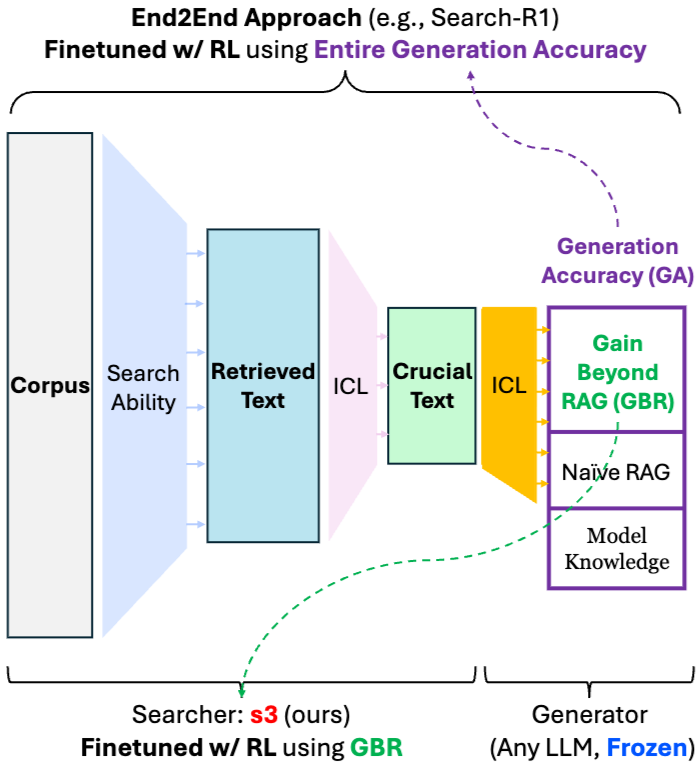 End2End Approach (e.g., Search-R1)
Finetuned w/ RL using Entire Generation Accuracy
Generation
Accuracy (GA)
Corpus
Search
Ability
Retrieved
Text
ICL
Crucial
Text
ICL
Gain
Beyond
RAG (GBR)
Naïve RAG
Model
Knowledge
Searcher: s3 (ours)
Finetuned w/ RL using GBR
Generator
(Any LLM, Frozen)